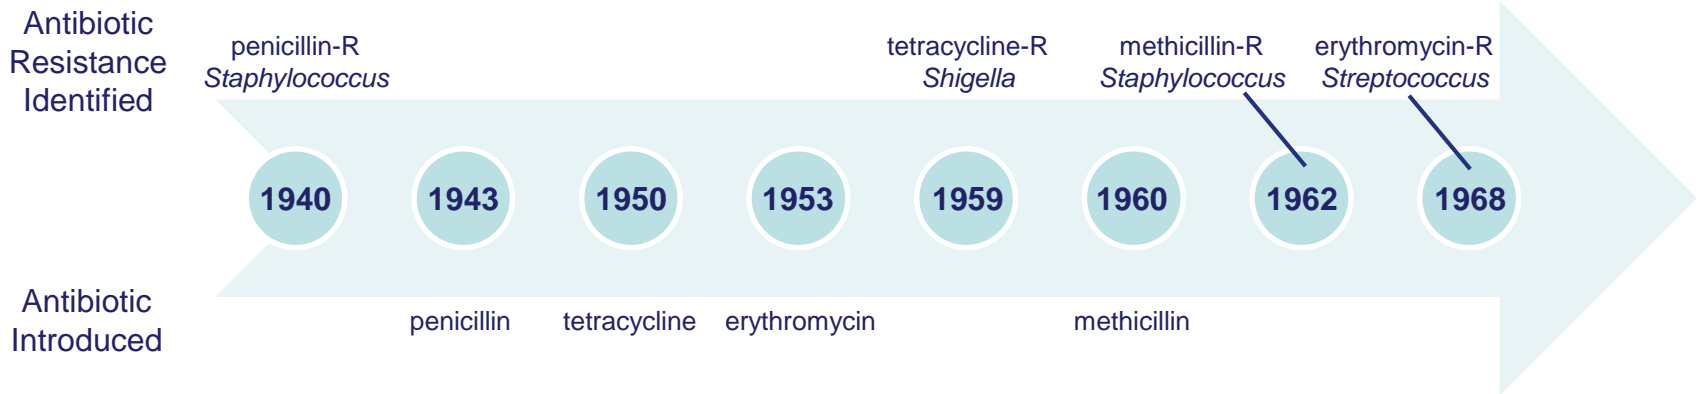 Antibiotic
Resistance
Identified
penicillin-R
Staphylococcus
tetracycline-R
Shigella
methicillin-R
Staphylococcus
erythromycin-R
Streptococcus
1940
1943
1950
1953
1959
1960
1962
1968
Antibiotic
Introduced
penicillin
tetracycline
erythromycin
methicillin